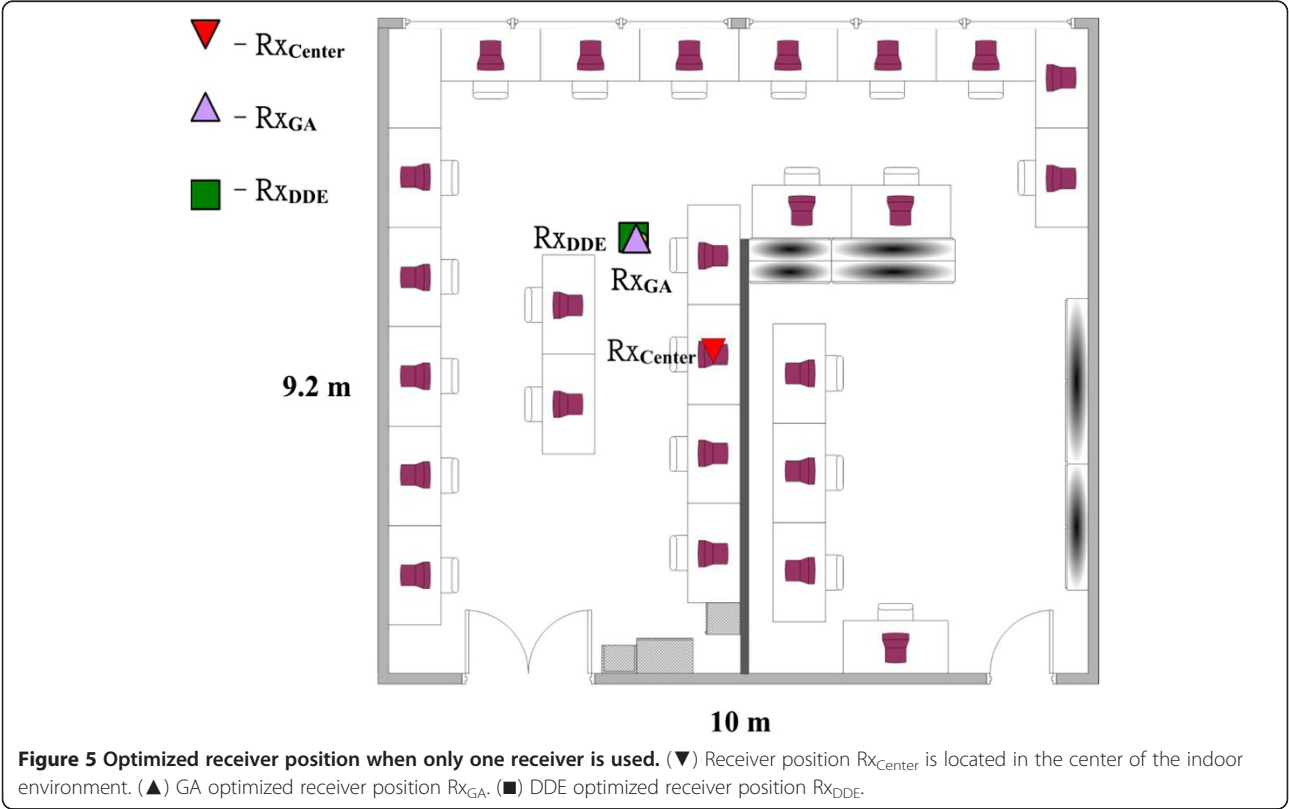 ▼ – RxCenter
▲ – RxGA
■ – RxDDE
RxDDE
RxGA
RxCenter
9.2 m
10 m
Figure 5 Optimized receiver position when only one receiver is used. (▼) Receiver position RxCenter is located in the center of the indoor
environment. (▲) GA optimized receiver position RxGA. (■) DDE optimized receiver position RxDDE.